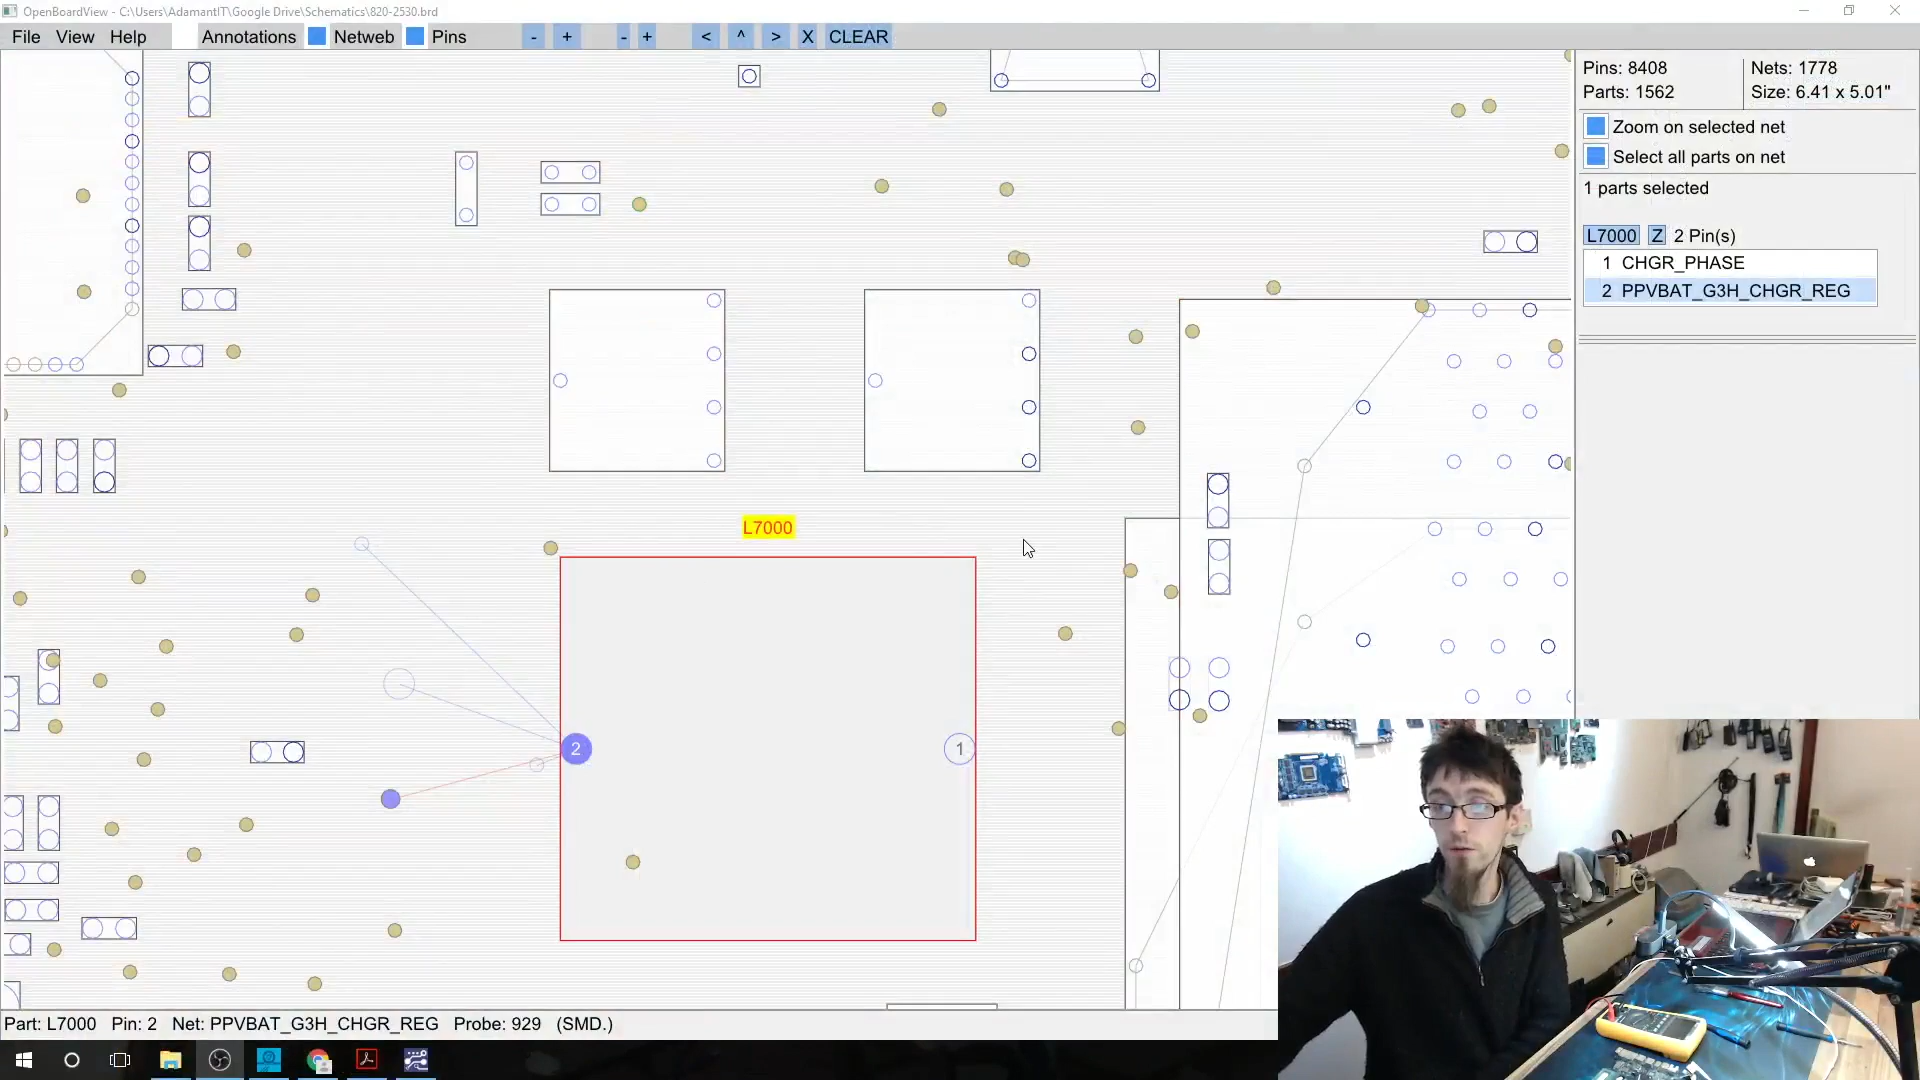 OpenBoardView - C:\Users\AdamantIT\Google Drive\Schematics\820-2530.brd
File View Help Annotations Netweb Pins - + - + < ^ > X CLEAR
Pins: 8408 Nets: 1778
Parts: 1562 Size: 6.41 x 5.01"
Zoom on selected net
Select all parts on net
1 parts selected
L7000 Z 2 Pin(s)
1 CHGR_PHASE
2 PPVBAT_G3H_CHGR_REG
L7000
2
1
Part: L7000 Pin: 2 Net: PPVBAT_G3H_CHGR_REG Probe: 929 (SMD.)